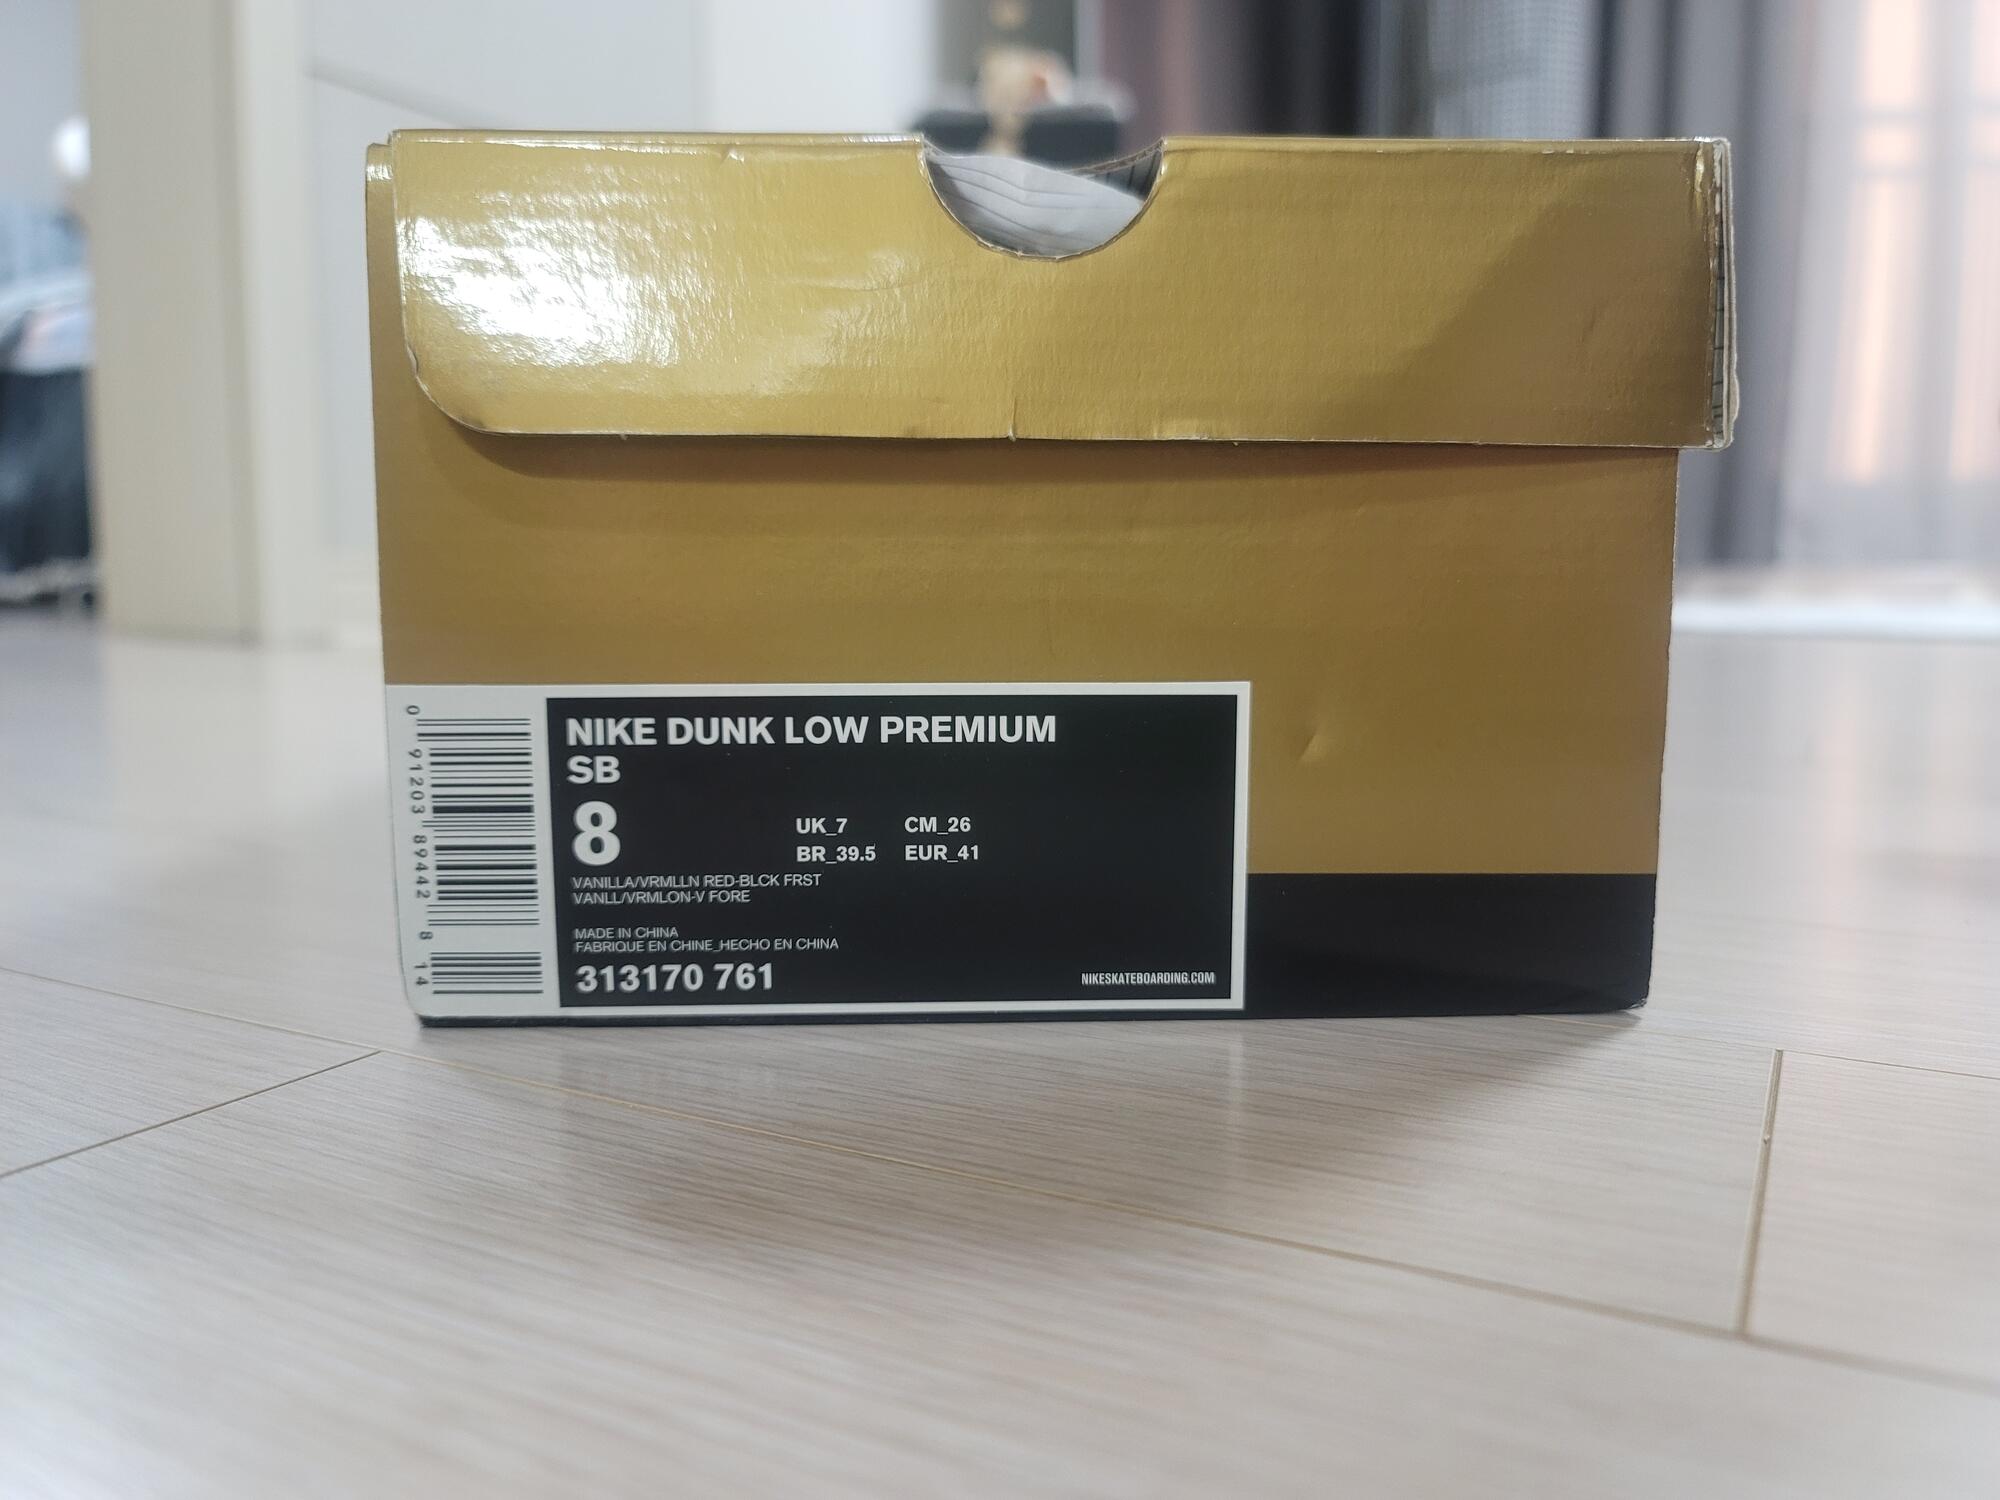 NIKE DUNK LOW PREMIUM
SB
8
UK_7 CM_26
BR_39.5 EUR_41
VANILLA/VRMLLN RED-BLCK FRST
VANLL/VRMLON-V FORE
MADE IN CHINA
FABRIQUE EN CHINE_HECHO EN CHINA
313170 761
NIKESKATEBOARDING.COM
0 91203 89442 8 14